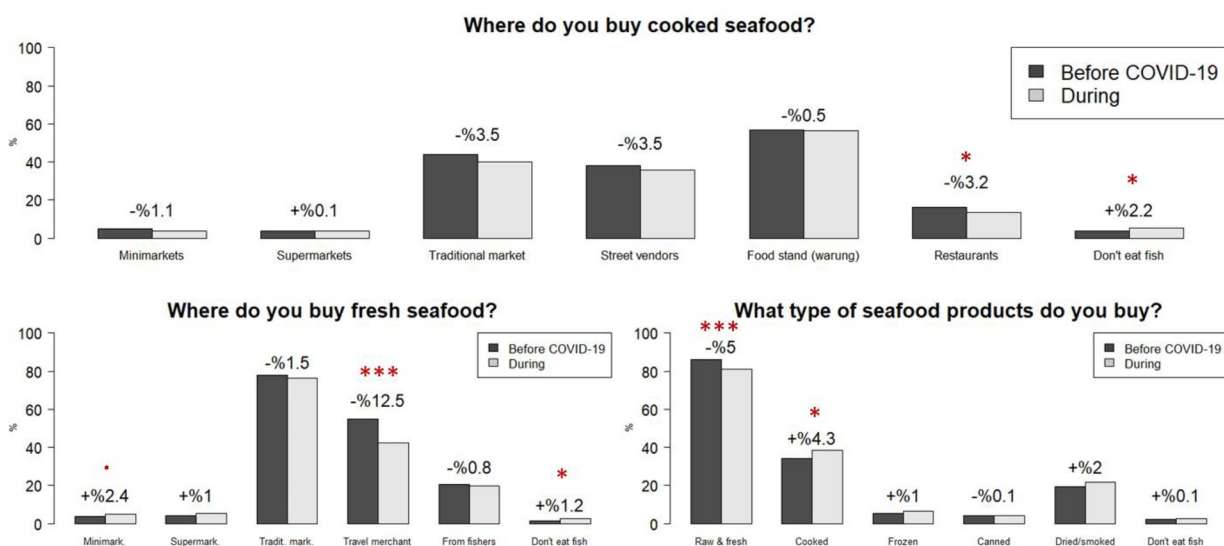 Where do you buy cooked seafood?
100
80
60
40
20
0
%
Before COVID-19
During
-%1.1
+%0.1
-%3.5
-%3.5
-%0.5
*
-%3.2
*
+%2.2
Minimarkets
Supermarkets
Traditional market
Street vendors
Food stand (warung)
Restaurants
Don't eat fish
Where do you buy fresh seafood?
100
80
60
40
20
0
%
Before COVID-19
During
.
+%2.4
+%1
-%1.5
***
-%12.5
-%0.8
*
+%1.2
Minimark.
Supermark.
Tradit. mark.
Travel merchant
From fishers
Don't eat fish
What type of seafood products do you buy?
100
80
60
40
20
0
%
Before COVID-19
During
***
-%5
*
+%4.3
+%1
-%0.1
+%2
+%0.1
Raw & fresh
Cooked
Frozen
Canned
Dried/smoked
Don't eat fish